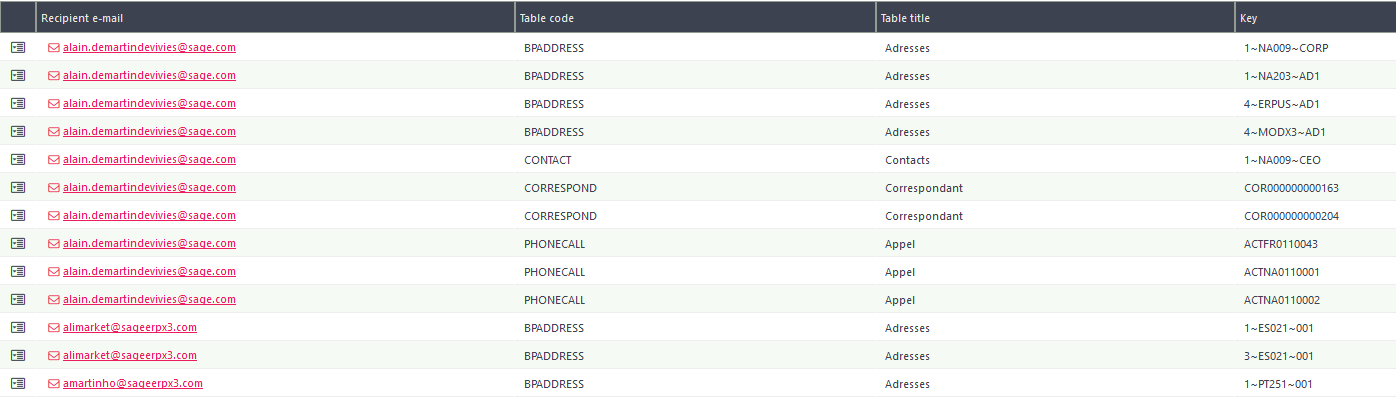 Recipient e-mail Table code Table title Key
alain.demartindevivies@sage.com BPADDRESS Adresses 1~NA009~CORP
alain.demartindevivies@sage.com BPADDRESS Adresses 1~NA203~AD1
alain.demartindevivies@sage.com BPADDRESS Adresses 4~ERPUS~AD1
alain.demartindevivies@sage.com BPADDRESS Adresses 4~MODX3~AD1
alain.demartindevivies@sage.com CONTACT Contacts 1~NA009~CEO
alain.demartindevivies@sage.com CORRESPOND Correspondant COR000000000163
alain.demartindevivies@sage.com CORRESPOND Correspondant COR000000000204
alain.demartindevivies@sage.com PHONECALL Appel ACTFR0110043
alain.demartindevivies@sage.com PHONECALL Appel ACTNA0110001
alain.demartindevivies@sage.com PHONECALL Appel ACTNA0110002
alimarket@sageerpx3.com BPADDRESS Adresses 1~ES021~001
alimarket@sageerpx3.com BPADDRESS Adresses 3~ES021~001
amartinho@sageerpx3.com BPADDRESS Adresses 1~PT251~001